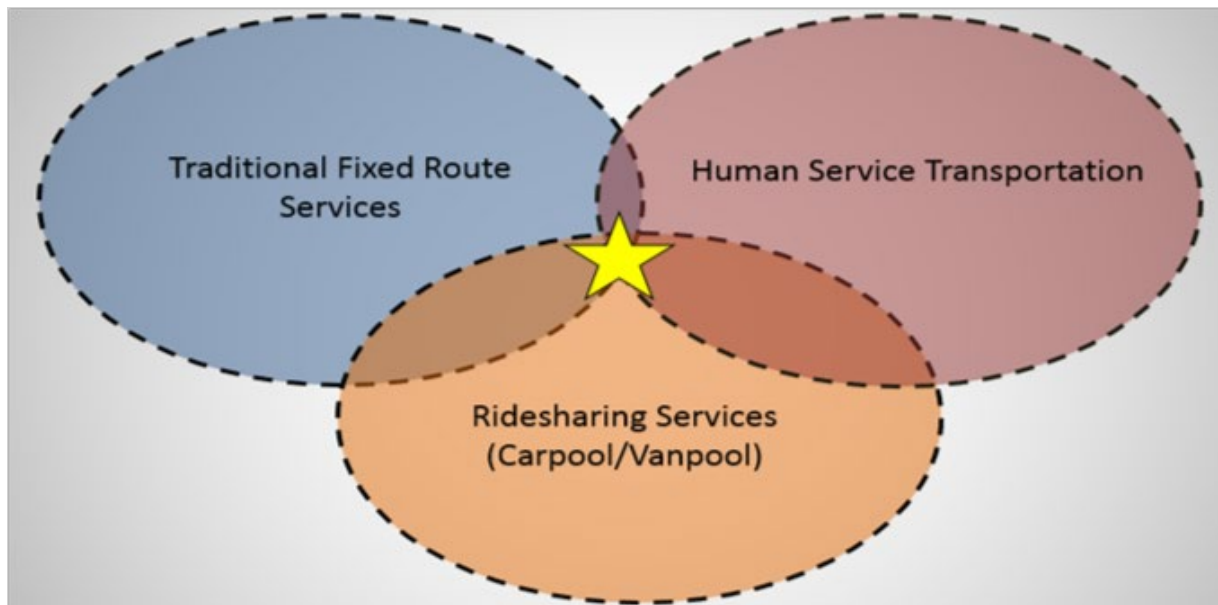 Traditional Fixed Route
Services
Human Service Transportation
Ridesharing Services
(Carpool/Vanpool)